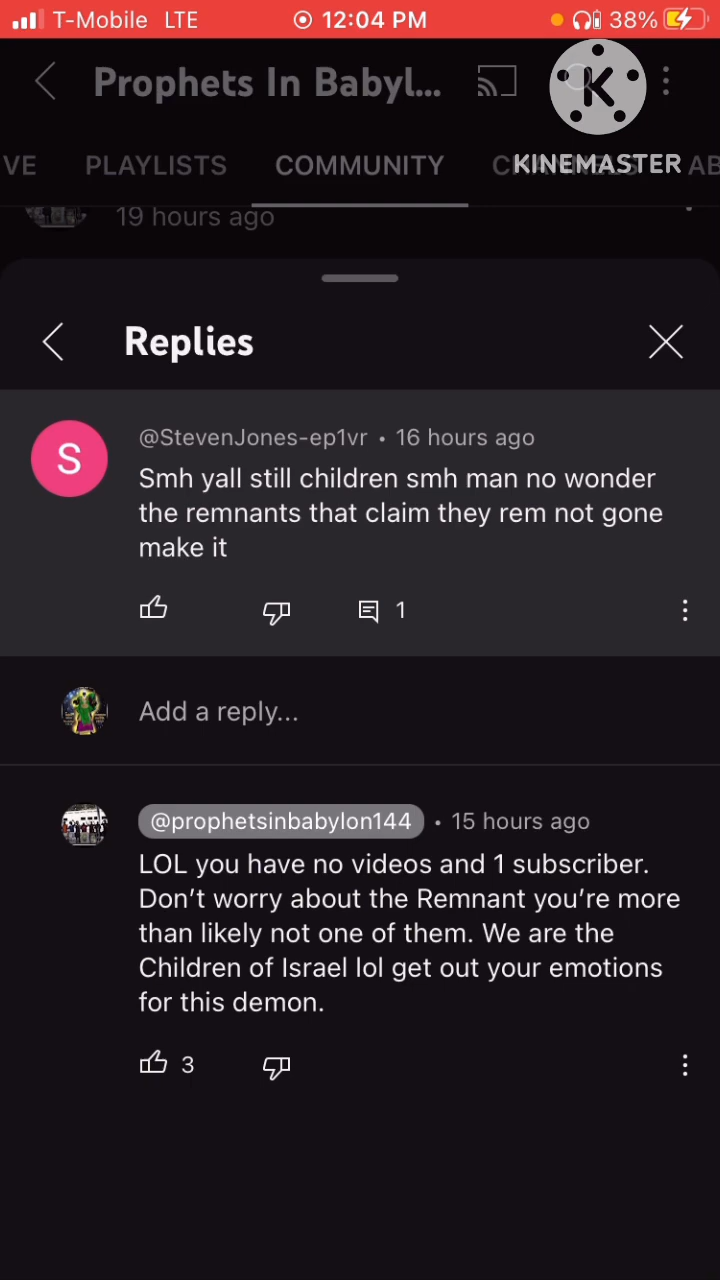 T-Mobile LTE 12:04 PM 38%
Prophets In Babyl...
K
KINEMASTER
VE PLAYLISTS COMMUNITY AB
19 hours ago
Replies
S
@StevenJones-ep1vr • 16 hours ago
Smh yall still children smh man no wonder
the remnants that claim they rem not gone
make it
1
Add a reply...
@prophetsinbabylon144 • 15 hours ago
LOL you have no videos and 1 subscriber.
Don't worry about the Remnant you're more
than likely not one of them. We are the
Children of Israel lol get out your emotions
for this demon.
3